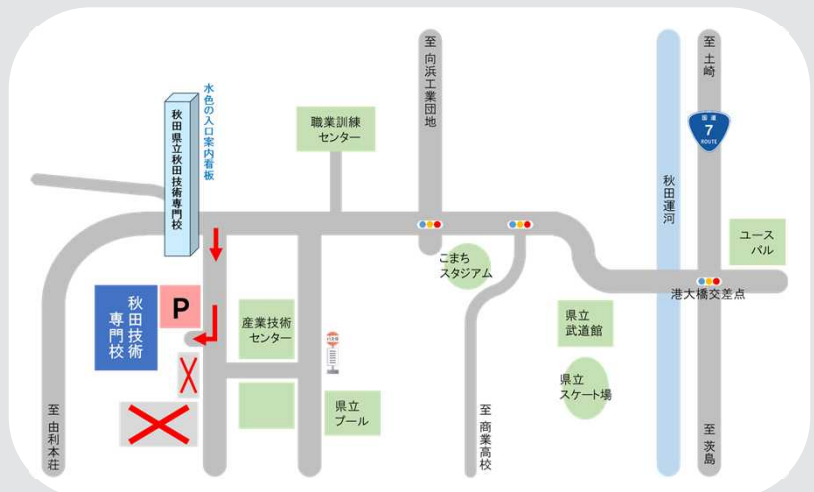 至 向浜工業団地
至 土崎
国道
7
ROUTE
水色の入口案内看板
秋田県立秋田技術専門校
職業訓練
センター
秋田運河
ユース
パル
こまち
スタジアム
港大橋交差点
P
秋田技術
専門校
産業技術
センター
県立
武道館
県立
スケート場
県立
プール
至 由利本荘
至 商業高校
至 茨島